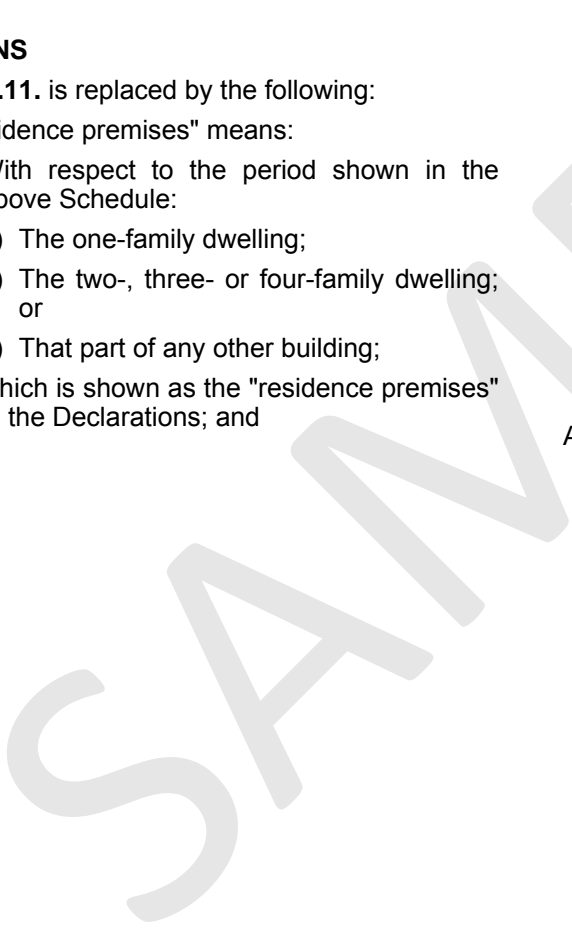 NS
.11. is replaced by the following:
idence premises" means:
ith respect to the period shown in the
bove Schedule:
) The one-family dwelling;
) The two-, three- or four-family dwelling;
or
) That part of any other building;
hich is shown as the "residence premises"
the Declarations; and
A
SAM